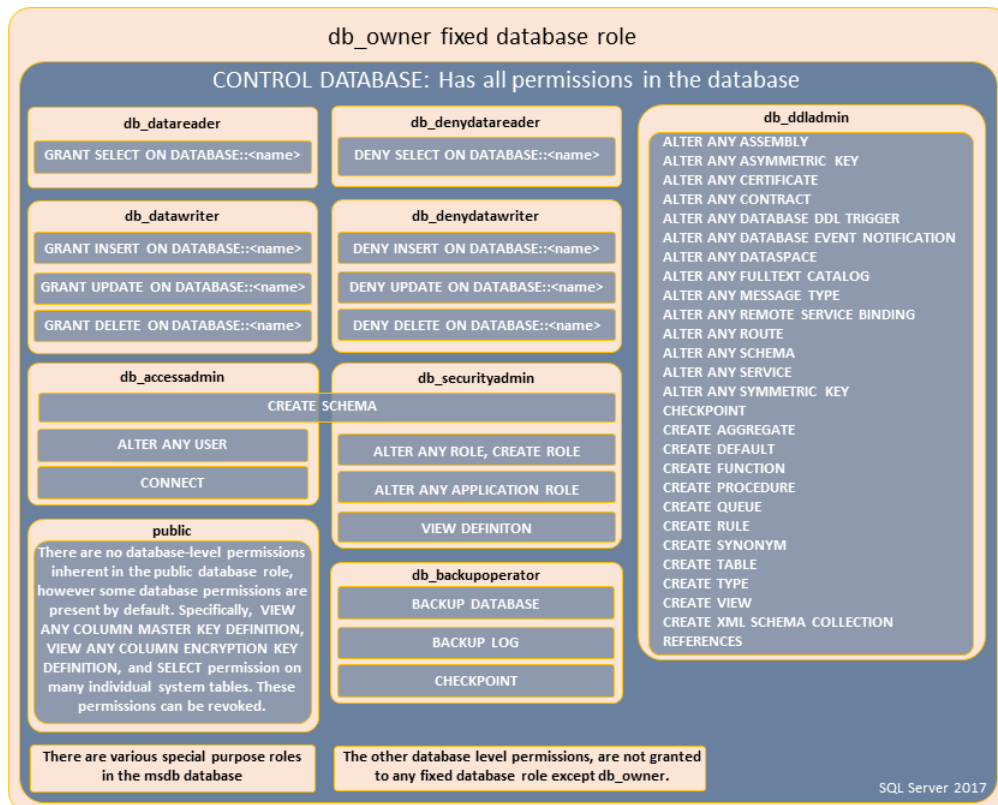 db_owner fixed database role
CONTROL DATABASE: Has all permissions in the database
db_datareader
GRANT SELECT ON DATABASE::<name>
db_denydatareader
DENY SELECT ON DATABASE::<name>
db_datawriter
GRANT INSERT ON DATABASE::<name>
GRANT UPDATE ON DATABASE::<name>
GRANT DELETE ON DATABASE::<name>
db_denydatawriter
DENY INSERT ON DATABASE::<name>
DENY UPDATE ON DATABASE::<name>
DENY DELETE ON DATABASE::<name>
db_accessadmin
db_securityadmin
CREATE SCHEMA
ALTER ANY USER
CONNECT
ALTER ANY ROLE, CREATE ROLE
ALTER ANY APPLICATION ROLE
VIEW DEFINITON
public
There are no database-level permissions
inherent in the public database role,
however some database permissions are
present by default. Specifically, VIEW
ANY COLUMN MASTER KEY DEFINITION,
VIEW ANY COLUMN ENCRYPTION KEY
DEFINITION, and SELECT permission on
many individual system tables. These
permissions can be revoked.
db_backupoperator
BACKUP DATABASE
BACKUP LOG
CHECKPOINT
db_ddladmin
ALTER ANY ASSEMBLY
ALTER ANY ASYMMETRIC KEY
ALTER ANY CERTIFICATE
ALTER ANY CONTRACT
ALTER ANY DATABASE DDL TRIGGER
ALTER ANY DATABASE EVENT NOTIFICATION
ALTER ANY DATASPACE
ALTER ANY FULLTEXT CATALOG
ALTER ANY MESSAGE TYPE
ALTER ANY REMOTE SERVICE BINDING
ALTER ANY ROUTE
ALTER ANY SCHEMA
ALTER ANY SERVICE
ALTER ANY SYMMETRIC KEY
CHECKPOINT
CREATE AGGREGATE
CREATE DEFAULT
CREATE FUNCTION
CREATE PROCEDURE
CREATE QUEUE
CREATE RULE
CREATE SYNONYM
CREATE TABLE
CREATE TYPE
CREATE VIEW
CREATE XML SCHEMA COLLECTION
REFERENCES
There are various special purpose roles
in the msdb database
The other database level permissions, are not granted
to any fixed database role except db_owner.
SQL Server 2017